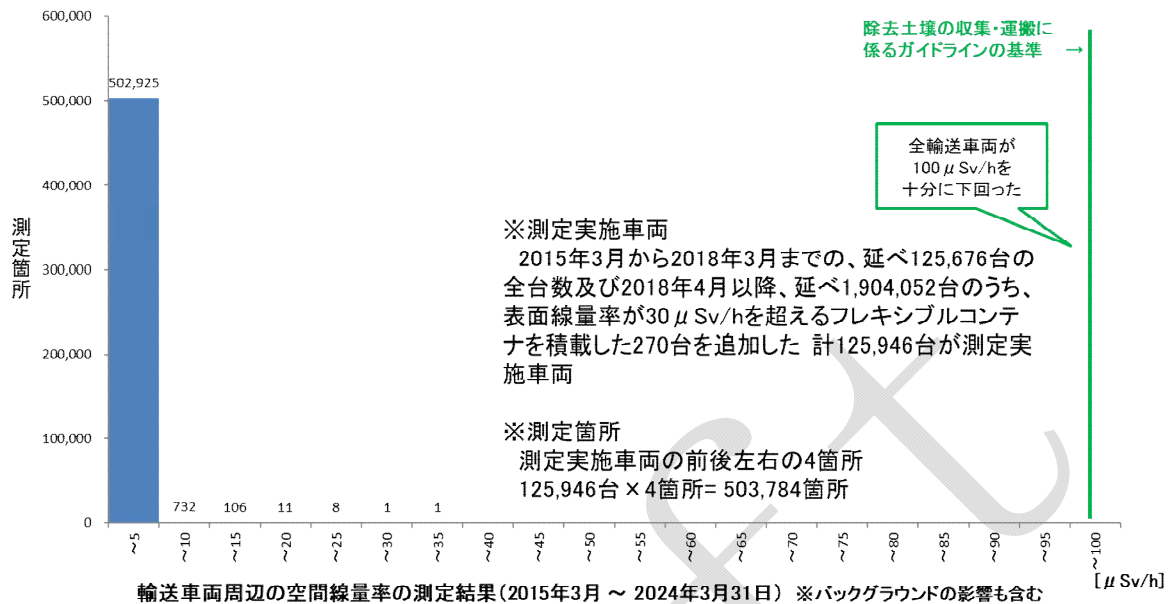 600,000
500,000
400,000
300,000
200,000
100,000
0
測定箇所
502,925
732
106
11
8
1
1
除去土壌の収集・運搬に
係るガイドラインの基準 →
全輸送車両が
100μSv/hを
十分に下回った
※測定実施車両
2015年3月から2018年3月までの、延べ125,676台の
全台数及び2018年4月以降、延べ1,904,052台のうち、
表面線量率が30μSv/hを超えるフレキシブルコンテ
ナを積載した270台を追加した 計125,946台が測定実
施車両
※測定箇所
測定実施車両の前後左右の4箇所
125,946台×4箇所= 503,784箇所
~5
~10
~15
~20
~25
~30
~35
~40
~45
~50
~55
~60
~65
~70
~75
~80
~85
~90
~95
~100
[μSv/h]
輸送車両周辺の空間線量率の測定結果(2015年3月 ~ 2024年3月31日) ※バックグラウンドの影響も含む
ft